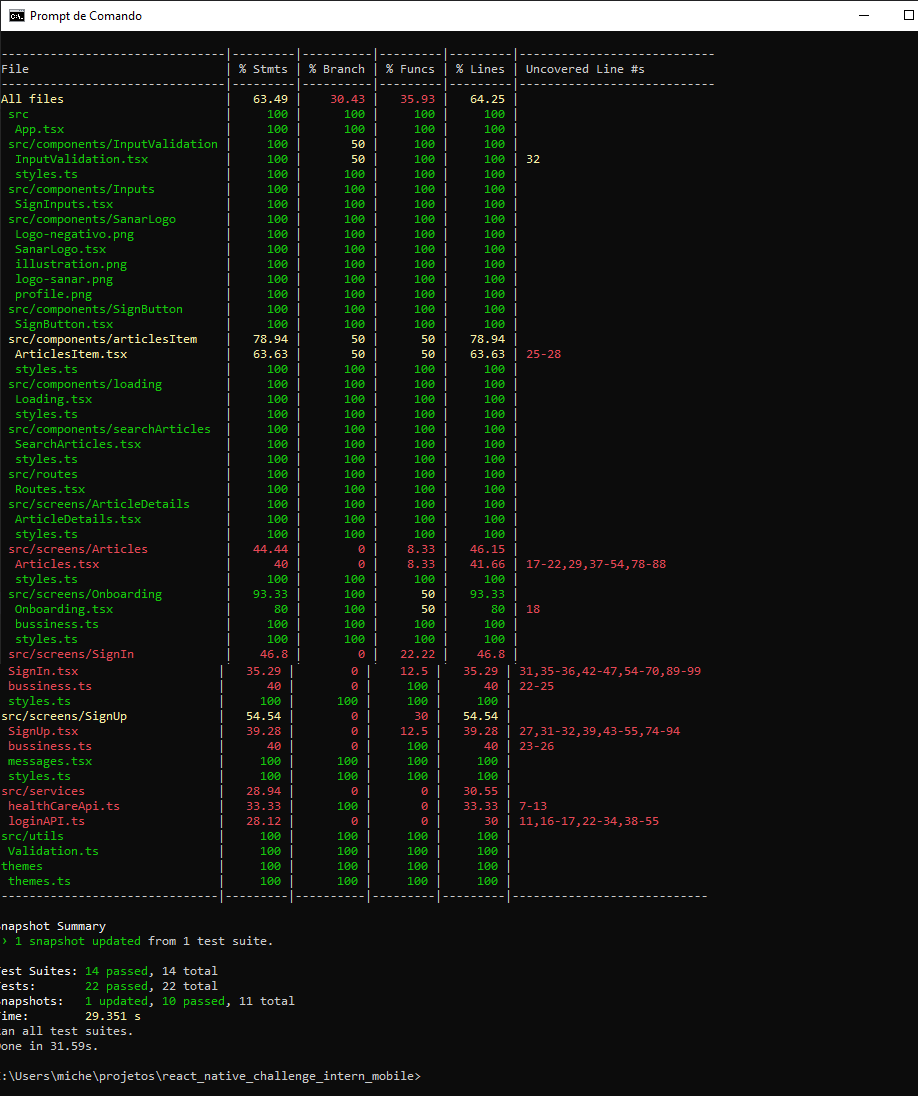 Prompt de Comando
-------------------------------|---------|----------|---------|---------|---------------------------
File | % Stmts | % Branch | % Funcs | % Lines | Uncovered Line #s
-------------------------------|---------|----------|---------|---------|---------------------------
All files | 63.49 | 30.43 | 35.93 | 64.25 |
src | 100 | 100 | 100 | 100 |
App.tsx | 100 | 100 | 100 | 100 |
src/components/InputValidation | 100 | 50 | 100 | 100 |
InputValidation.tsx | 100 | 50 | 100 | 100 | 32
styles.ts | 100 | 100 | 100 | 100 |
src/components/Inputs | 100 | 100 | 100 | 100 |
SignInputs.tsx | 100 | 100 | 100 | 100 |
src/components/SanarLogo | 100 | 100 | 100 | 100 |
Logo-negativo.png | 100 | 100 | 100 | 100 |
SanarLogo.tsx | 100 | 100 | 100 | 100 |
illustration.png | 100 | 100 | 100 | 100 |
logo-sanar.png | 100 | 100 | 100 | 100 |
profile.png | 100 | 100 | 100 | 100 |
src/components/SignButton | 100 | 100 | 100 | 100 |
SignButton.tsx | 100 | 100 | 100 | 100 |
src/components/articlesItem | 78.94 | 50 | 50 | 78.94 |
ArticlesItem.tsx | 63.63 | 50 | 50 | 63.63 | 25-28
styles.ts | 100 | 100 | 100 | 100 |
src/components/loading | 100 | 100 | 100 | 100 |
Loading.tsx | 100 | 100 | 100 | 100 |
styles.ts | 100 | 100 | 100 | 100 |
src/components/searchArticles | 100 | 100 | 100 | 100 |
SearchArticles.tsx | 100 | 100 | 100 | 100 |
styles.ts | 100 | 100 | 100 | 100 |
src/routes | 100 | 100 | 100 | 100 |
Routes.tsx | 100 | 100 | 100 | 100 |
src/screens/ArticleDetails | 100 | 100 | 100 | 100 |
ArticleDetails.tsx | 100 | 100 | 100 | 100 |
styles.ts | 100 | 100 | 100 | 100 |
src/screens/Articles | 44.44 | 0 | 8.33 | 46.15 |
Articles.tsx | 40 | 0 | 8.33 | 41.66 | 17-22,29,37-54,78-88
styles.ts | 100 | 100 | 100 | 100 |
src/screens/Onboarding | 93.33 | 100 | 50 | 93.33 |
Onboarding.tsx | 80 | 100 | 50 | 80 | 18
bussiness.ts | 100 | 100 | 100 | 100 |
styles.ts | 100 | 100 | 100 | 100 |
src/screens/SignIn | 46.8 | 0 | 22.22 | 46.8 |
SignIn.tsx | 35.29 | 0 | 12.5 | 35.29 | 31,35-36,42-47,54-70,89-99
bussiness.ts | 40 | 0 | 100 | 40 | 22-25
styles.ts | 100 | 100 | 100 | 100 |
src/screens/SignUp | 54.54 | 0 | 30 | 54.54 |
SignUp.tsx | 39.28 | 0 | 12.5 | 39.28 | 27,31-32,39,43-55,74-94
bussiness.ts | 40 | 0 | 100 | 40 | 23-26
messages.tsx | 100 | 100 | 100 | 100 |
styles.ts | 100 | 100 | 100 | 100 |
src/services | 28.94 | 0 | 0 | 30.55 |
healthCareApi.ts | 33.33 | 100 | 0 | 33.33 | 7-13
loginAPI.ts | 28.12 | 0 | 0 | 30 | 11,16-17,22-34,38-55
src/utils | 100 | 100 | 100 | 100 |
Validation.ts | 100 | 100 | 100 | 100 |
themes | 100 | 100 | 100 | 100 |
themes.ts | 100 | 100 | 100 | 100 |
-------------------------------|---------|----------|---------|---------|---------------------------
napshot Summary
› 1 snapshot updated from 1 test suite.
est Suites: 14 passed, 14 total
ests: 22 passed, 22 total
napshots: 1 updated, 10 passed, 11 total
ime: 29.351 s
an all test suites.
one in 31.59s.
:\Users\miche\projetos\react_native_challenge_intern_mobile>